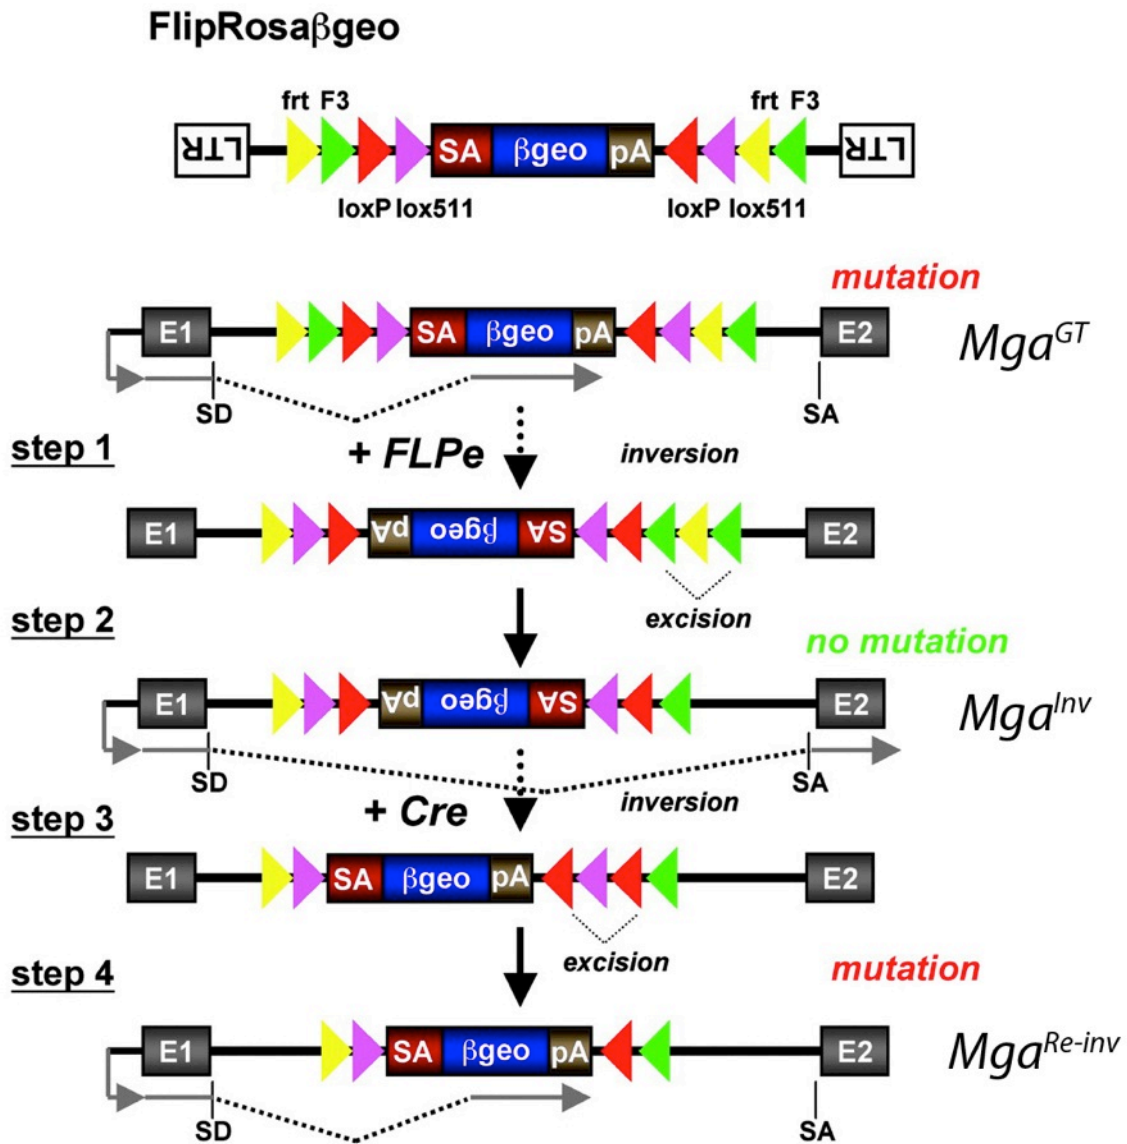 FlipRosaβgeo
frt F3 frt F3
LTR SA βgeo pA LTR
loxP lox511 loxP lox511
mutation
E1 SA βgeo pA E2 Mga^GT
SD SA
step 1 + FLPe inversion
E1 pA βgeo SA E2
excision
step 2 no mutation
E1 pA βgeo SA E2 Mga^Inv
SD SA
step 3 + Cre inversion
E1 SA βgeo pA E2
excision
step 4 mutation
E1 SA βgeo pA E2 Mga^Re-inv
SD SA